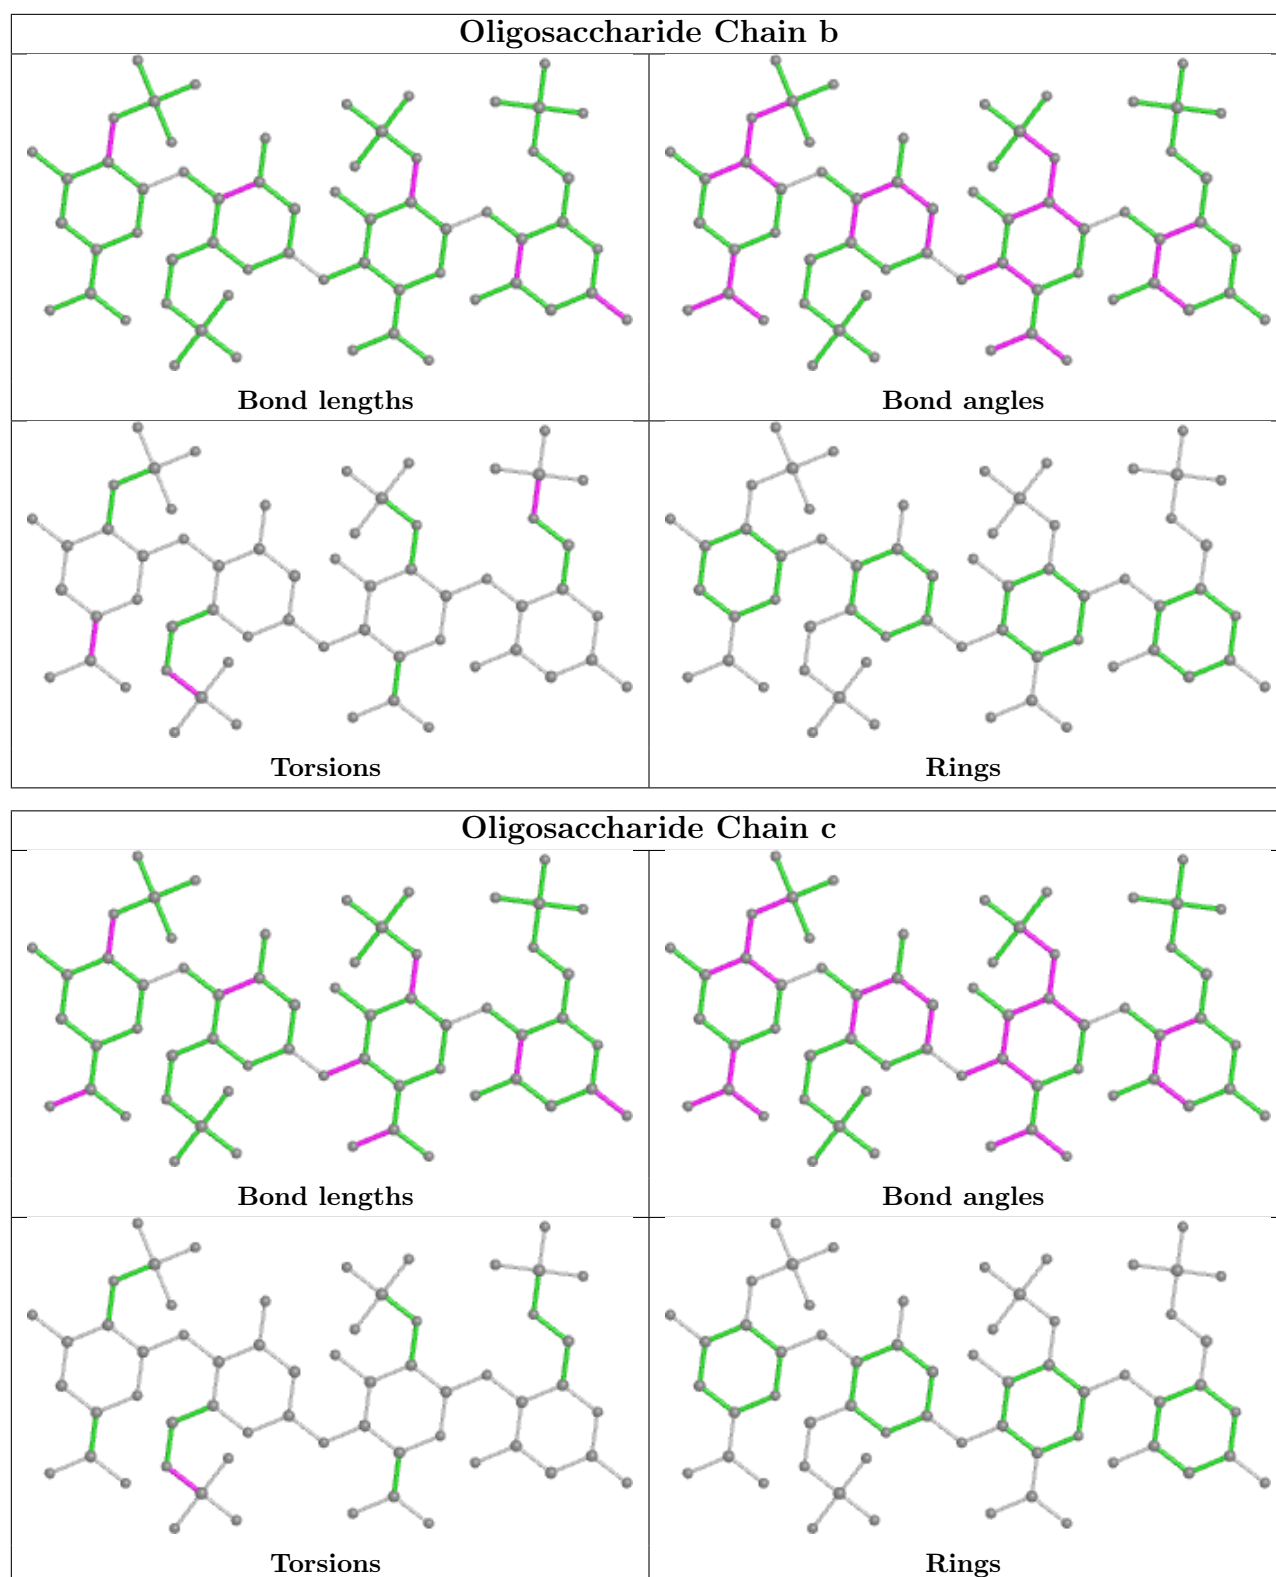 Oligosaccharide Chain b
Bond lengths
Bond angles
Torsions
Rings
Oligosaccharide Chain c
Bond lengths
Bond angles
Torsions
Rings